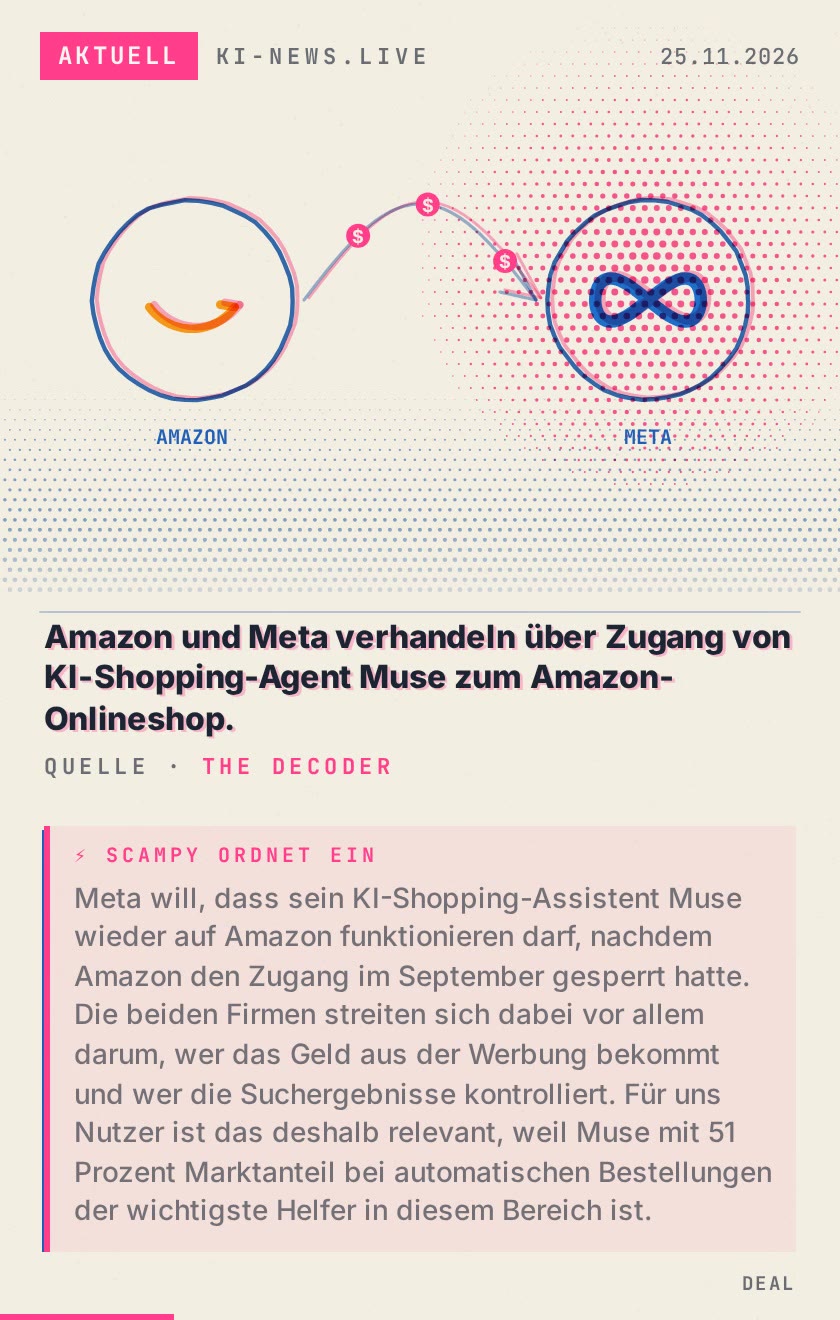 AKTUELL KI-NEWS.LIVE 25.11.2026
$
$
$
AMAZON META
Amazon und Meta verhandeln über Zugang von
KI-Shopping-Agent Muse zum Amazon-
Onlineshop.
QUELLE · THE DECODER
⚡ SCAMPY ORDNET EIN
Meta will, dass sein KI-Shopping-Assistent Muse
wieder auf Amazon funktionieren darf, nachdem
Amazon den Zugang im September gesperrt hatte.
Die beiden Firmen streiten sich dabei vor allem
darum, wer das Geld aus der Werbung bekommt
und wer die Suchergebnisse kontrolliert. Für uns
Nutzer ist das deshalb relevant, weil Muse mit 51
Prozent Marktanteil bei automatischen Bestellungen
der wichtigste Helfer in diesem Bereich ist.
DEAL